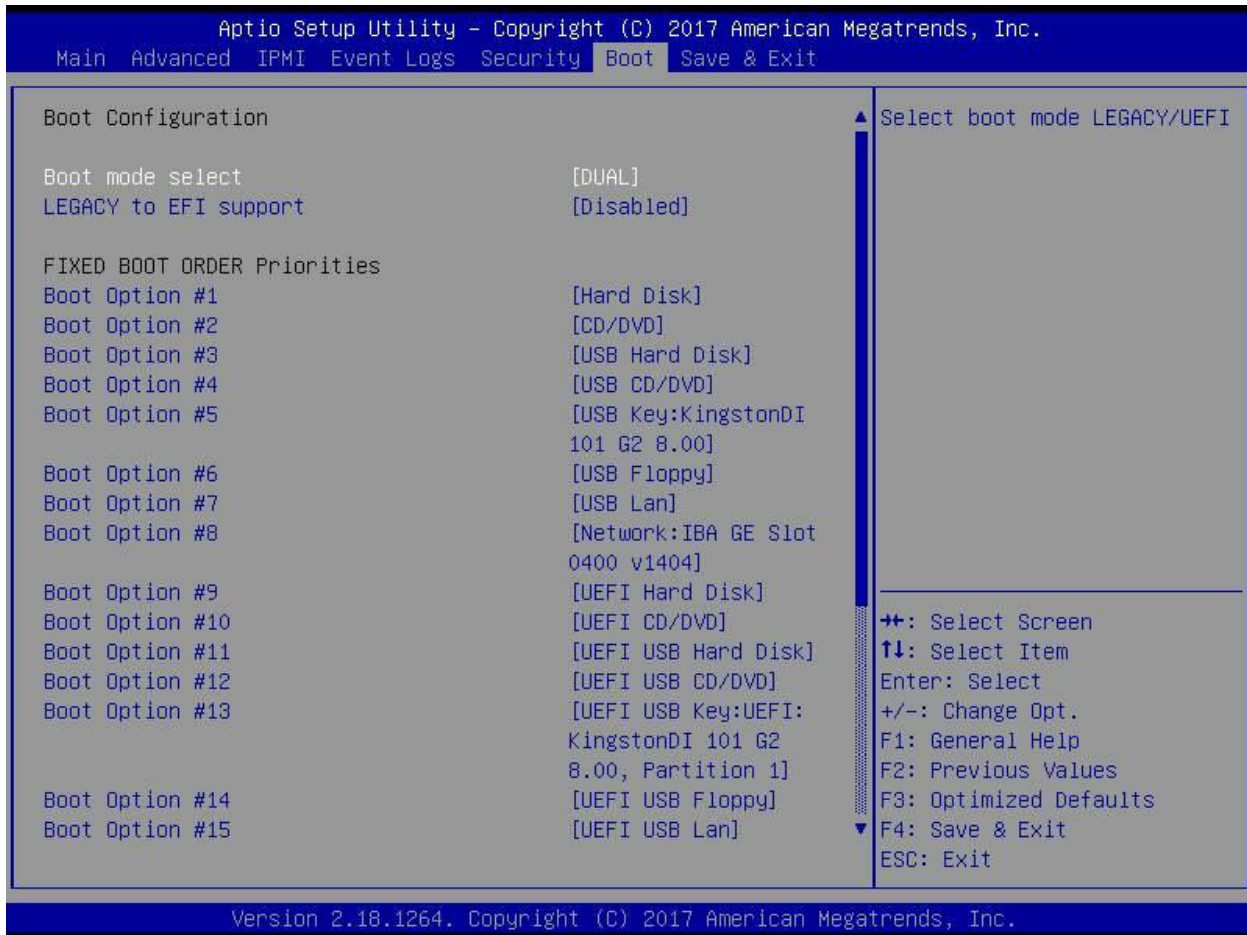 Aptio Setup Utility – Copyright (C) 2017 American Megatrends, Inc.
Main Advanced IPMI Event Logs Security Boot Save & Exit
Boot Configuration
Boot mode select [DUAL]
LEGACY to EFI support [Disabled]
FIXED BOOT ORDER Priorities
Boot Option #1 [Hard Disk]
Boot Option #2 [CD/DVD]
Boot Option #3 [USB Hard Disk]
Boot Option #4 [USB CD/DVD]
Boot Option #5 [USB Key:KingstonDI
101 G2 8.00]
Boot Option #6 [USB Floppy]
Boot Option #7 [USB Lan]
Boot Option #8 [Network:IBA GE Slot
0400 v1404]
Boot Option #9 [UEFI Hard Disk]
Boot Option #10 [UEFI CD/DVD]
Boot Option #11 [UEFI USB Hard Disk]
Boot Option #12 [UEFI USB CD/DVD]
Boot Option #13 [UEFI USB Key:UEFI:
KingstonDI 101 G2
8.00, Partition 1]
Boot Option #14 [UEFI USB Floppy]
Boot Option #15 [UEFI USB Lan]
Select boot mode LEGACY/UEFI
→←: Select Screen
↑↓: Select Item
Enter: Select
+/-: Change Opt.
F1: General Help
F2: Previous Values
F3: Optimized Defaults
F4: Save & Exit
ESC: Exit
Version 2.18.1264. Copyright (C) 2017 American Megatrends, Inc.